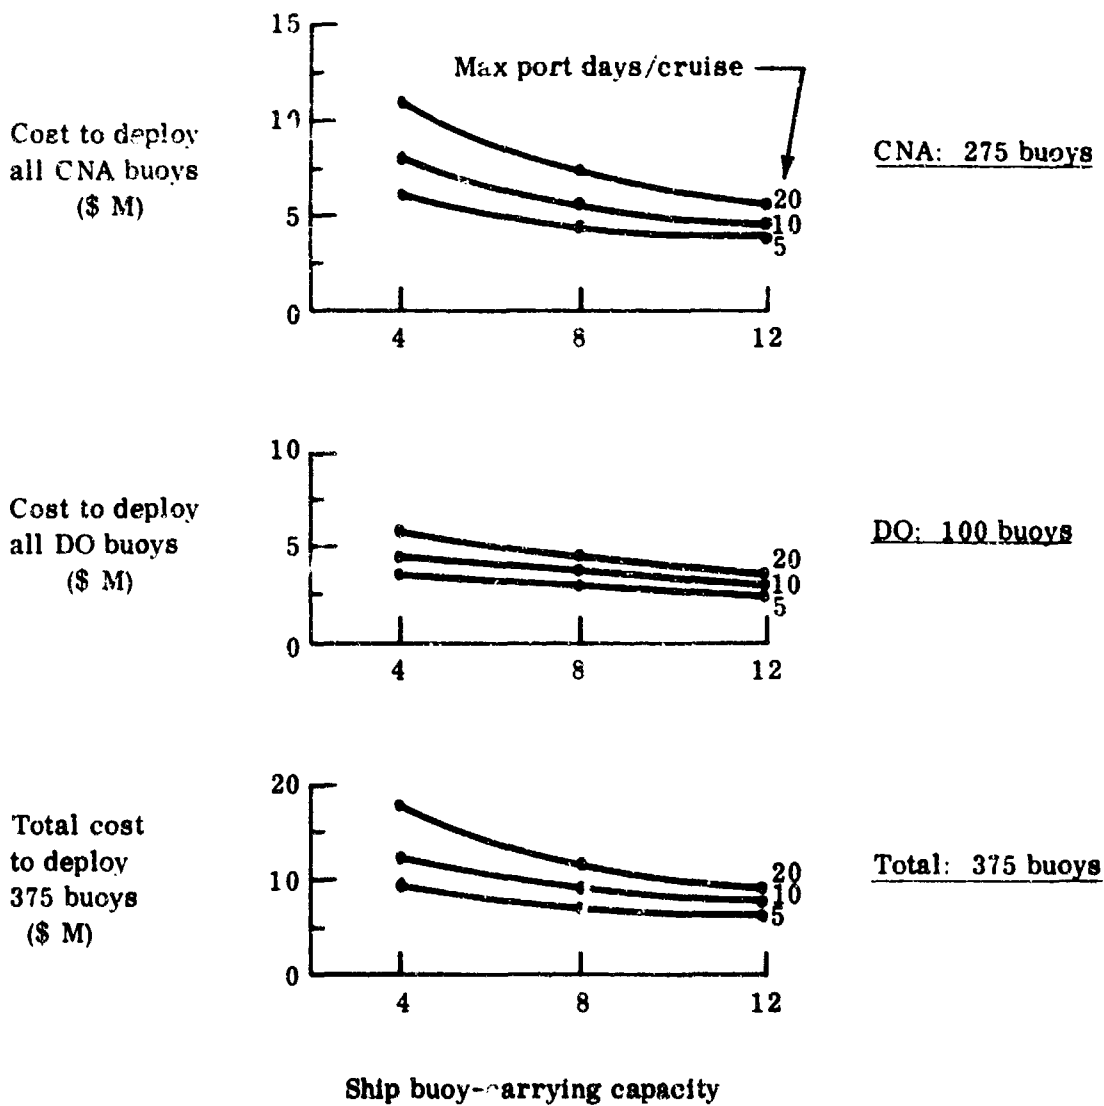 15
Max port days/cruise
10
Cost to deploy
all CNA buoys
($ M)
CNA: 275 buoys
5
20
10
5
0
4
8
12
10
Cost to deploy
all DO buoys
($ M)
DO: 100 buoys
5
20
10
5
0
4
8
12
20
Total cost
to deploy
375 buoys
($ M)
Total: 375 buoys
10
20
10
5
0
4
8
12
Ship buoy-carrying capacity